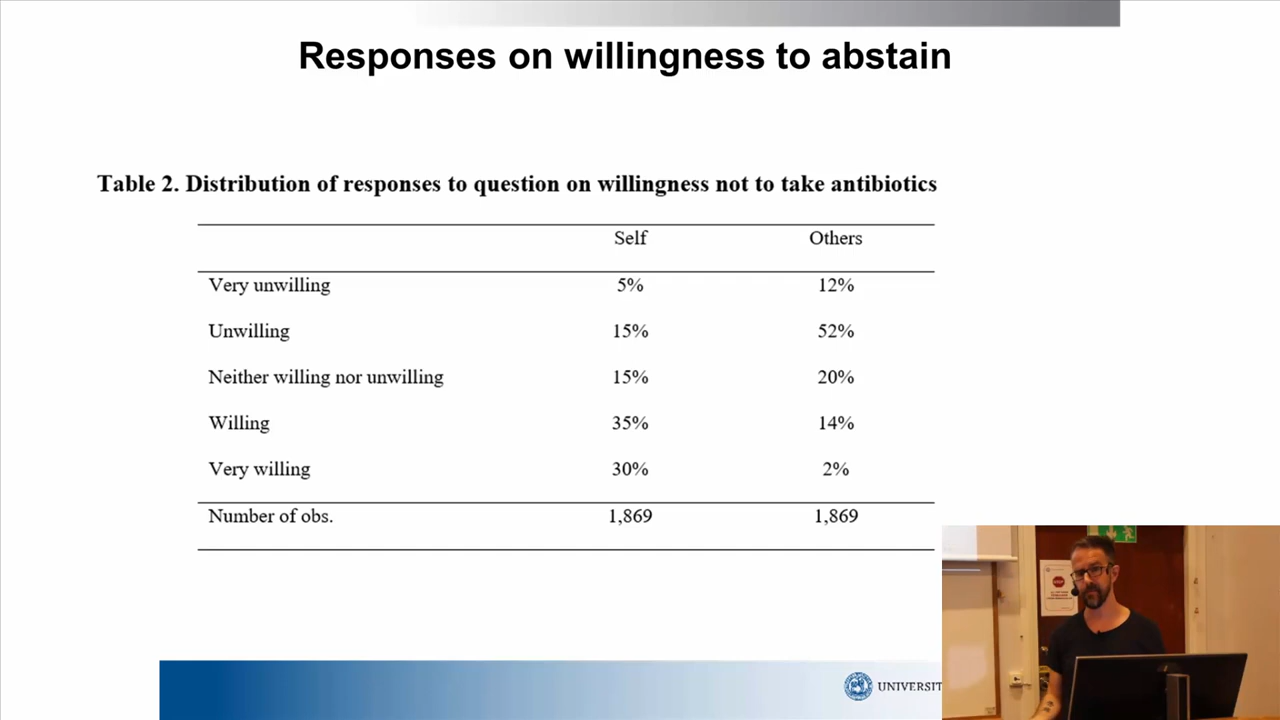 Responses on willingness to abstain
Table 2. Distribution of responses to question on willingness not to take antibiotics
Self Others
Very unwilling 5% 12%
Unwilling 15% 52%
Neither willing nor unwilling 15% 20%
Willing 35% 14%
Very willing 30% 2%
Number of obs. 1,869 1,869
STOP
UNIVERSIT